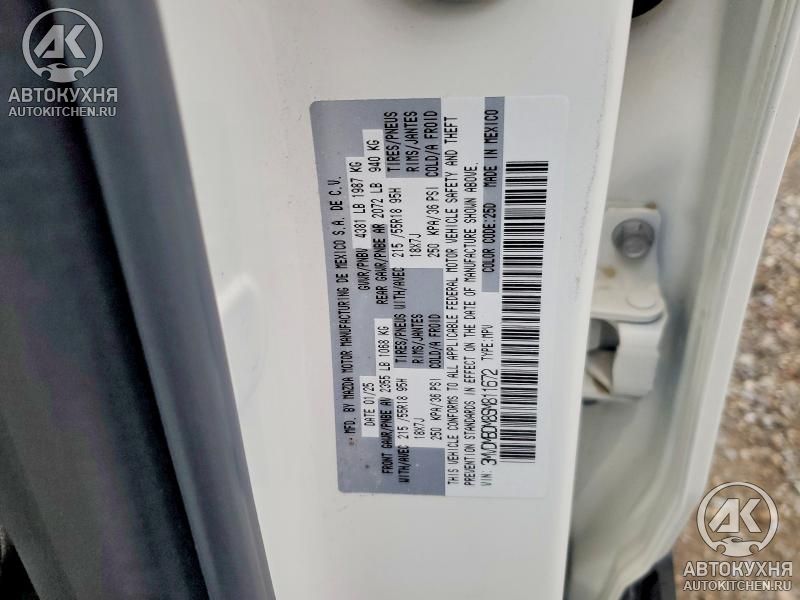 АВТОКУХНЯ
AUTOKITCHEN.RU
MFD. BY MAZDA MOTOR MANUFACTURING DE MEXICO S.A. DE C.V.
DATE 01/25 GVWR/PNBV 4381 LB 1987 KG
FRONT GAWR/PNBE AV 2355 LB 1068 KG REAR GAWR/PNBE AR 2072 LB 940 KG
WITH/AVEC 215 /55R18 95H TIRES/PNEUS WITH/AVEC 215 /55R18 95H TIRES/PNEUS
18X7J RIMS/JANTES 18X7J RIMS/JANTES
250 KPA/36 PSI COLD/A FROID 250 KPA/36 PSI COLD/A FROID
THIS VEHICLE CONFORMS TO ALL APPLICABLE FEDERAL MOTOR VEHICLE SAFETY AND THEFT
PREVENTION STANDARDS IN EFFECT ON THE DATE OF MANUFACTURE SHOWN ABOVE.
VIN: TYPE:MPV COLOR CODE:25D MADE IN MEXICO
АВТОКУХНЯ
AUTOKITCHEN.RU